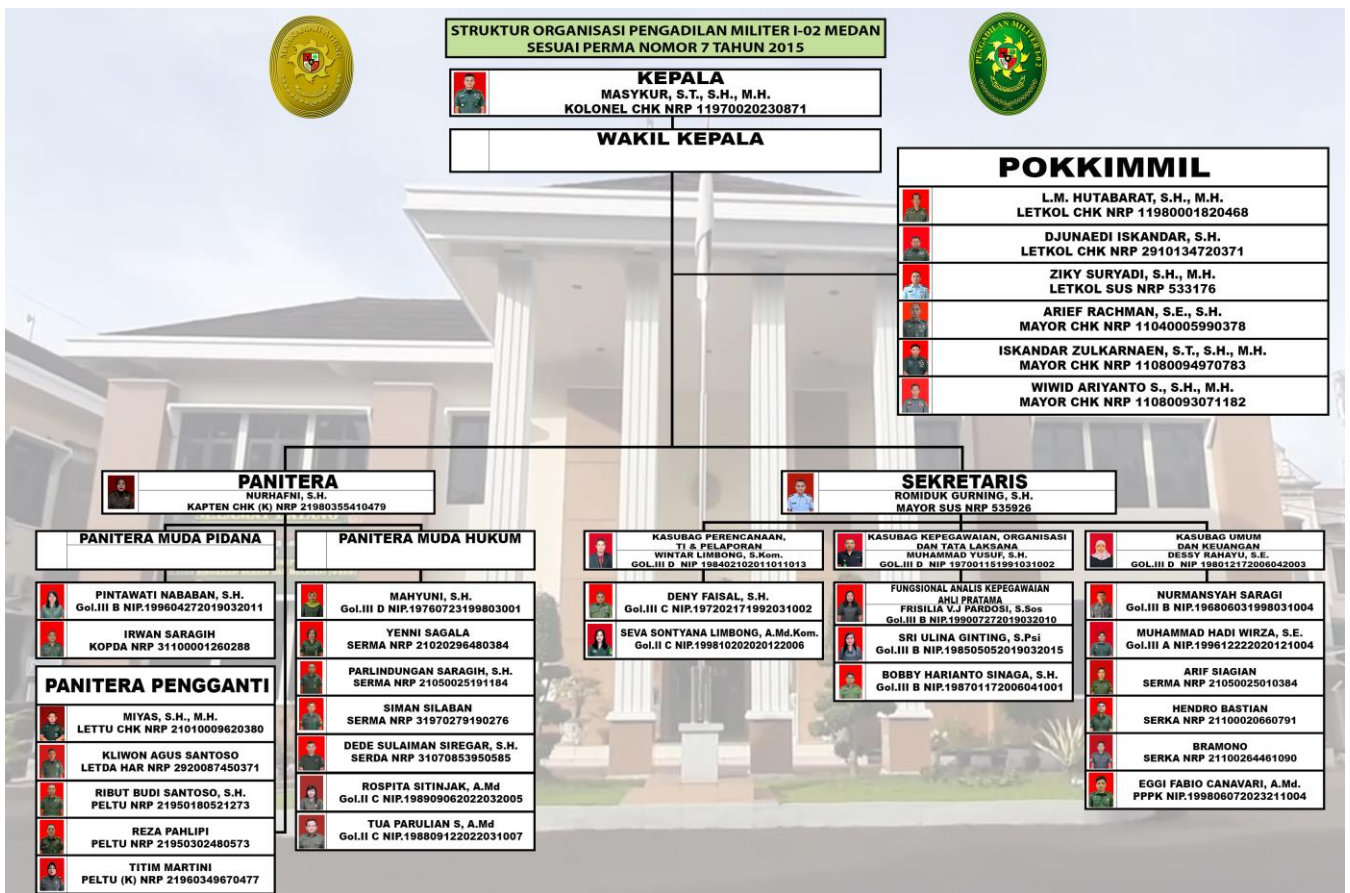 STRUKTUR ORGANISASI PENGADILAN MILITER I-02 MEDAN
SESUAI PERMA NOMOR 7 TAHUN 2015
MAHKAMAH AGUNG
PENGADILAN MILITER I-02
KEPALA
MASYKUR, S.T., S.H., M.H.
KOLONEL CHK NRP 11970020230871
WAKIL KEPALA
POKKIMMIL
L.M. HUTABARAT, S.H., M.H.
LETKOL CHK NRP 11980001820468
DJUNAEDI ISKANDAR, S.H.
LETKOL CHK NRP 2910134720371
ZIKY SURYADI, S.H., M.H.
LETKOL SUS NRP 533176
ARIEF RACHMAN, S.E., S.H.
MAYOR CHK NRP 11040005990378
ISKANDAR ZULKARNAEN, S.T., S.H., M.H.
MAYOR CHK NRP 11080094970783
WIWID ARIYANTO S., S.H., M.H.
MAYOR CHK NRP 11080093071182
PANITERA
NURHAFNI, S.H.
KAPTEN CHK (K) NRP 21980355410479
PANITERA MUDA PIDANA
PINTAWATI NABABAN, S.H.
Gol.III B NIP.199604272019032011
IRWAN SARAGIH
KOPDA NRP 31100001260288
PANITERA PENGGANTI
MIYAS, S.H., M.H.
LETTU CHK NRP 21010009620380
KLIWON AGUS SANTOSO
LETDA HAR NRP 2920087450371
RIBUT BUDI SANTOSO, S.H.
PELTU NRP 21950180521273
REZA PAHLIPI
PELTU NRP 21950302480573
TITIM MARTINI
PELTU (K) NRP 21960349670477
PANITERA MUDA HUKUM
MAHYUNI, S.H.
Gol.III D NIP.19760723199803001
YENNI SAGALA
SERMA NRP 21020296480384
PARLINDUNGAN SARAGIH, S.H.
SERMA NRP 21050025191184
SIMAN SILABAN
SERMA NRP 31970279190276
DEDE SULAIMAN SIREGAR, S.H.
SERDA NRP 31070853950585
ROSPITA SITINJAK, A.Md
Gol.II C NIP.198909062022032005
TUA PARULIAN S, A.Md
Gol.II C NIP.198809122022031007
SEKRETARIS
ROMIDUK GURNING, S.H.
MAYOR SUS NRP 535926
KASUBAG PERENCANAAN,
TI & PELAPORAN
WINTAR LIMBONG, S.Kom.
GOL.III D NIP 198402102011011013
DENY FAISAL, S.H.
Gol.III C NIP.197202171992031002
SEVA SONTYANA LIMBONG, A.Md.Kom.
Gol.II C NIP.199810202020122006
KASUBAG KEPEGAWAIAN, ORGANISASI
DAN TATA LAKSANA
MUHAMMAD YUSUF, S.H.
GOL.III D NIP 197001151991031002
FUNGSIONAL ANALIS KEPEGAWAIAN
AHLI PRATAMA
FRISILIA V.J PARDOSI, S.Sos
Gol.III B NIP.199007272019032010
SRI ULINA GINTING, S.Psi
Gol.III B NIP.198505052019032015
BOBBY HARIANTO SINAGA, S.H.
Gol.III B NIP.198701172006041001
KASUBAG UMUM
DAN KEUANGAN
DESSY RAHAYU, S.E.
GOL.III D NIP 198012172006042003
NURMANSYAH SARAGI
Gol.III B NIP.196806031998031004
MUHAMMAD HADI WIRZA, S.E.
Gol.III A NIP.199612222020121004
ARIF SIAGIAN
SERMA NRP 21050025010384
HENDRO BASTIAN
SERKA NRP 21100020660791
BRAMONO
SERKA NRP 21100264461090
EGGI FABIO CANAVARI, A.Md.
PPPK NIP.199806072023211004